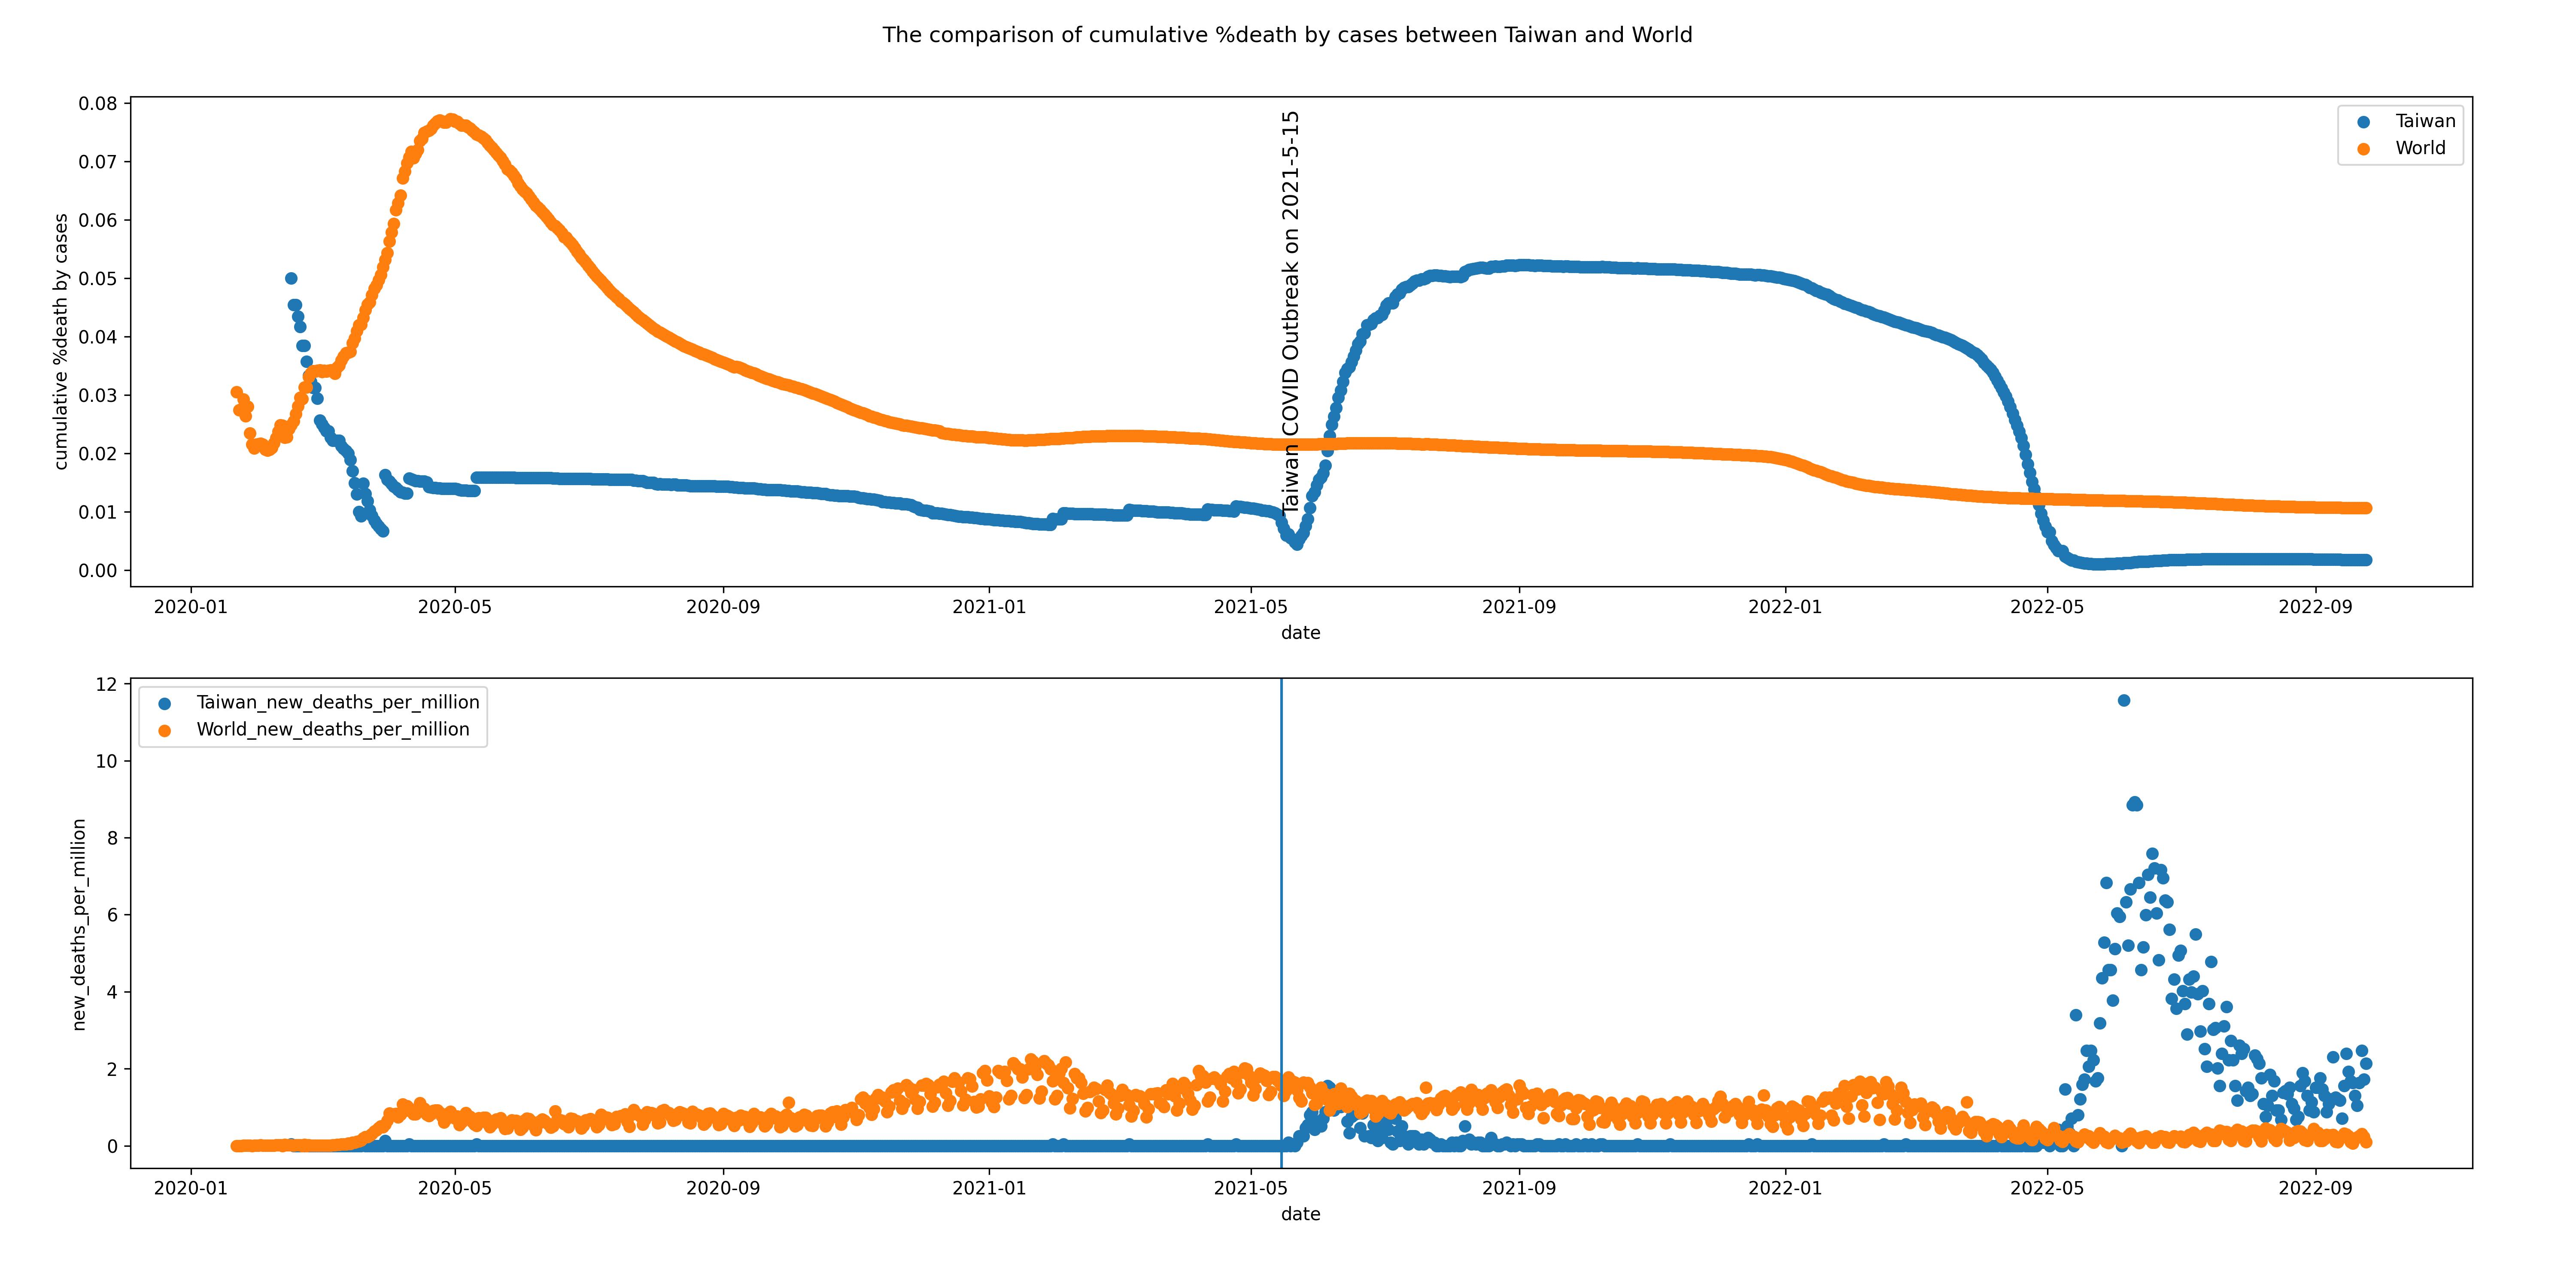 The comparison of cumulative %death by cases between Taiwan and World
0.08
0.07
0.06
0.05
0.04
0.03
0.02
0.01
0.00
cumulative %death by cases
Taiwan
World
Taiwan COVID Outbreak on 2021-5-15
2020-01 2020-05 2020-09 2021-01 2021-05 2021-09 2022-01 2022-05 2022-09
date
12
10
8
6
4
2
0
new_deaths_per_million
Taiwan_new_deaths_per_million
World_new_deaths_per_million
2020-01 2020-05 2020-09 2021-01 2021-05 2021-09 2022-01 2022-05 2022-09
date